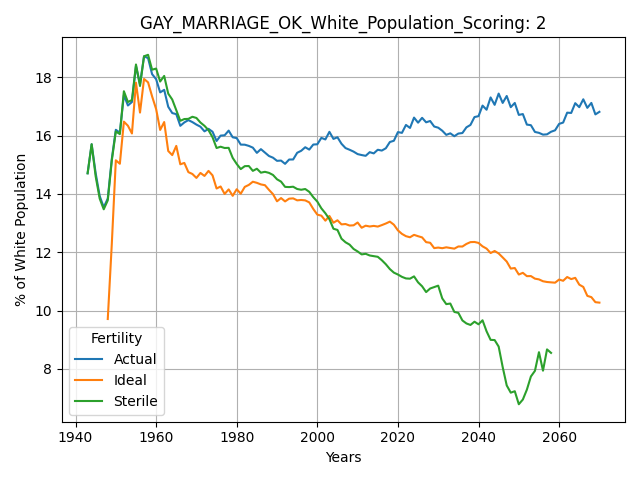 GAY_MARRIAGE_OK_White_Population_Scoring: 2
% of White Population
18
16
14
12
10
8
Fertility
Actual
Ideal
Sterile
1940 1960 1980 2000 2020 2040 2060
Years